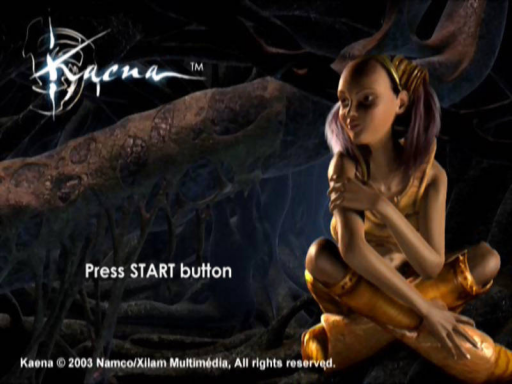 Kaena™
Press START button
Kaena © 2003 Namco/Xilam Multimédia, All rights reserved.